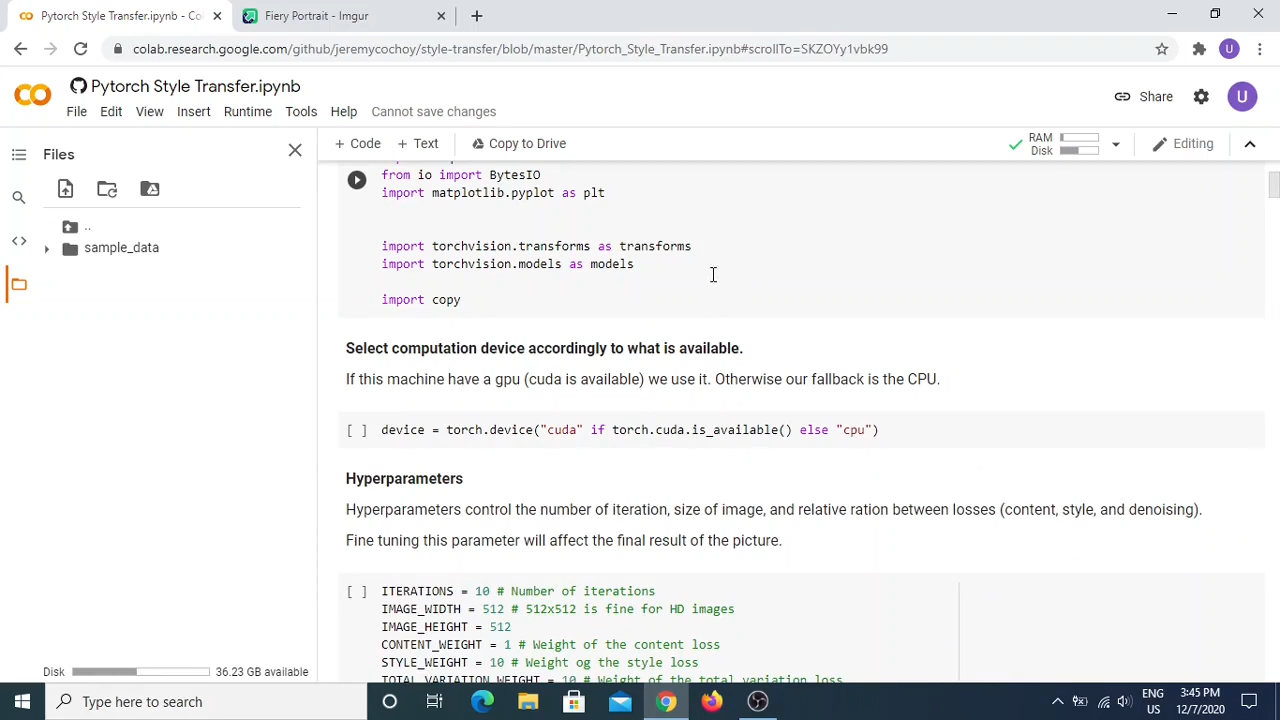 Pytorch Style Transfer.ipynb - Co
Fiery Portrait - Imgur
colab.research.google.com/github/jeremycochoy/style-transfer/blob/master/Pytorch_Style_Transfer.ipynb#scrollTo=SKZOYy1vbk99
U
Pytorch Style Transfer.ipynb
Share
U
File Edit View Insert Runtime Tools Help Cannot save changes
Files
+ Code + Text Copy to Drive
RAM
Disk
Editing
..
sample_data
from io import BytesIO
import matplotlib.pyplot as plt
import torchvision.transforms as transforms
import torchvision.models as models
import copy
Select computation device accordingly to what is available.
If this machine have a gpu (cuda is available) we use it. Otherwise our fallback is the CPU.
[ ] device = torch.device("cuda" if torch.cuda.is_available() else "cpu")
Hyperparameters
Hyperparameters control the number of iteration, size of image, and relative ration between losses (content, style, and denoising).
Fine tuning this parameter will affect the final result of the picture.
[ ] ITERATIONS = 10 # Number of iterations
IMAGE_WIDTH = 512 # 512x512 is fine for HD images
IMAGE_HEIGHT = 512
CONTENT_WEIGHT = 1 # Weight of the content loss
STYLE_WEIGHT = 10 # Weight og the style loss
TOTAL_VARIATION_WEIGHT = 10 # Weight of the total variation loss
Disk 36.23 GB available
Type here to search
ENG
US
3:45 PM
12/7/2020